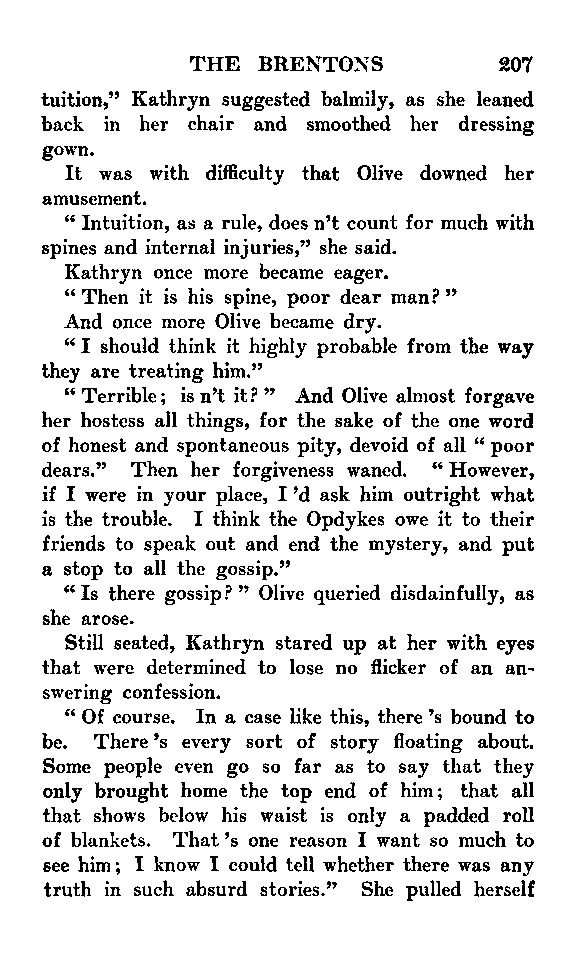 THE BRENTONS 207
tuition,” Kathryn suggested balmily, as she leaned
back in her chair and smoothed her dressing
gown.
It was with difficulty that Olive downed her
amusement.
“ Intuition, as a rule, does n’t count for much with
spines and internal injuries,” she said.
Kathryn once more became eager.
“ Then it is his spine, poor dear man? ”
And once more Olive became dry.
“ I should think it highly probable from the way
they are treating him.”
“ Terrible; is n’t it? ” And Olive almost forgave
her hostess all things, for the sake of the one word
of honest and spontaneous pity, devoid of all “ poor
dears.” Then her forgiveness waned. “ However,
if I were in your place, I ’d ask him outright what
is the trouble. I think the Opdykes owe it to their
friends to speak out and end the mystery, and put
a stop to all the gossip.”
“ Is there gossip? ” Olive queried disdainfully, as
she arose.
Still seated, Kathryn stared up at her with eyes
that were determined to lose no flicker of an an-
swering confession.
“ Of course. In a case like this, there ’s bound to
be. There ’s every sort of story floating about.
Some people even go so far as to say that they
only brought home the top end of him; that all
that shows below his waist is only a padded roll
of blankets. That ’s one reason I want so much to
see him; I know I could tell whether there was any
truth in such absurd stories.” She pulled herself